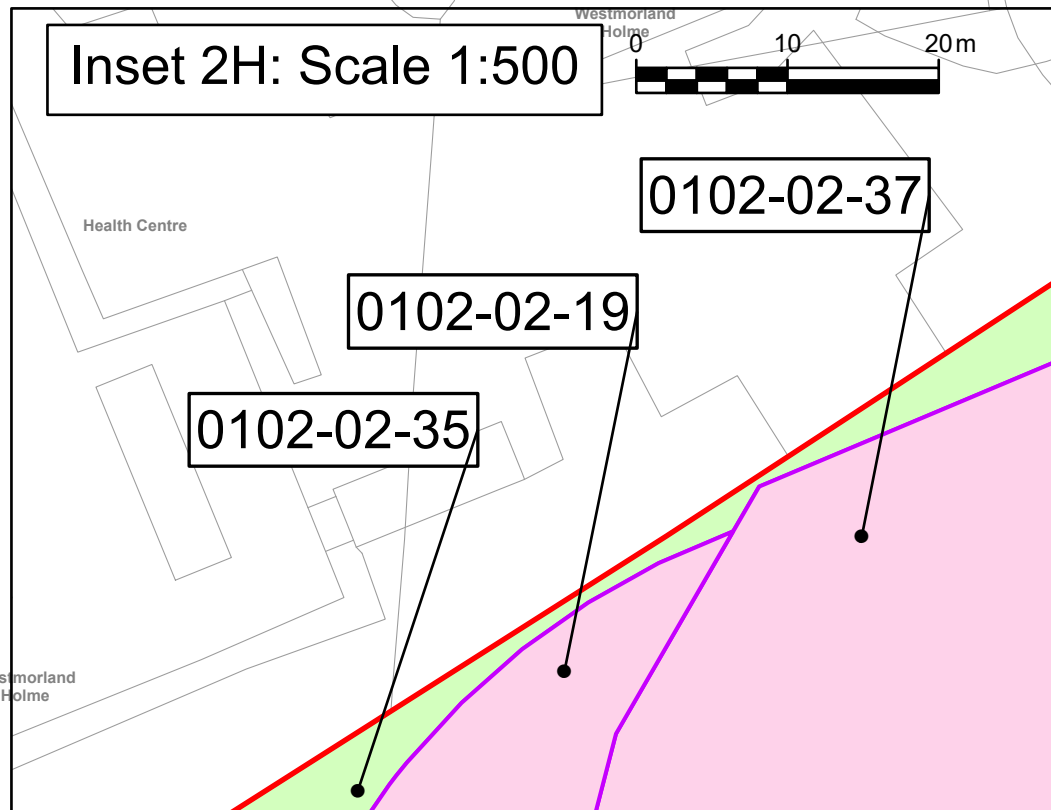 Westmorland
Holme
Inset 2H: Scale 1:500
0 10 20m
0102-02-37
Health Centre
0102-02-19
0102-02-35
stmorland
Holme